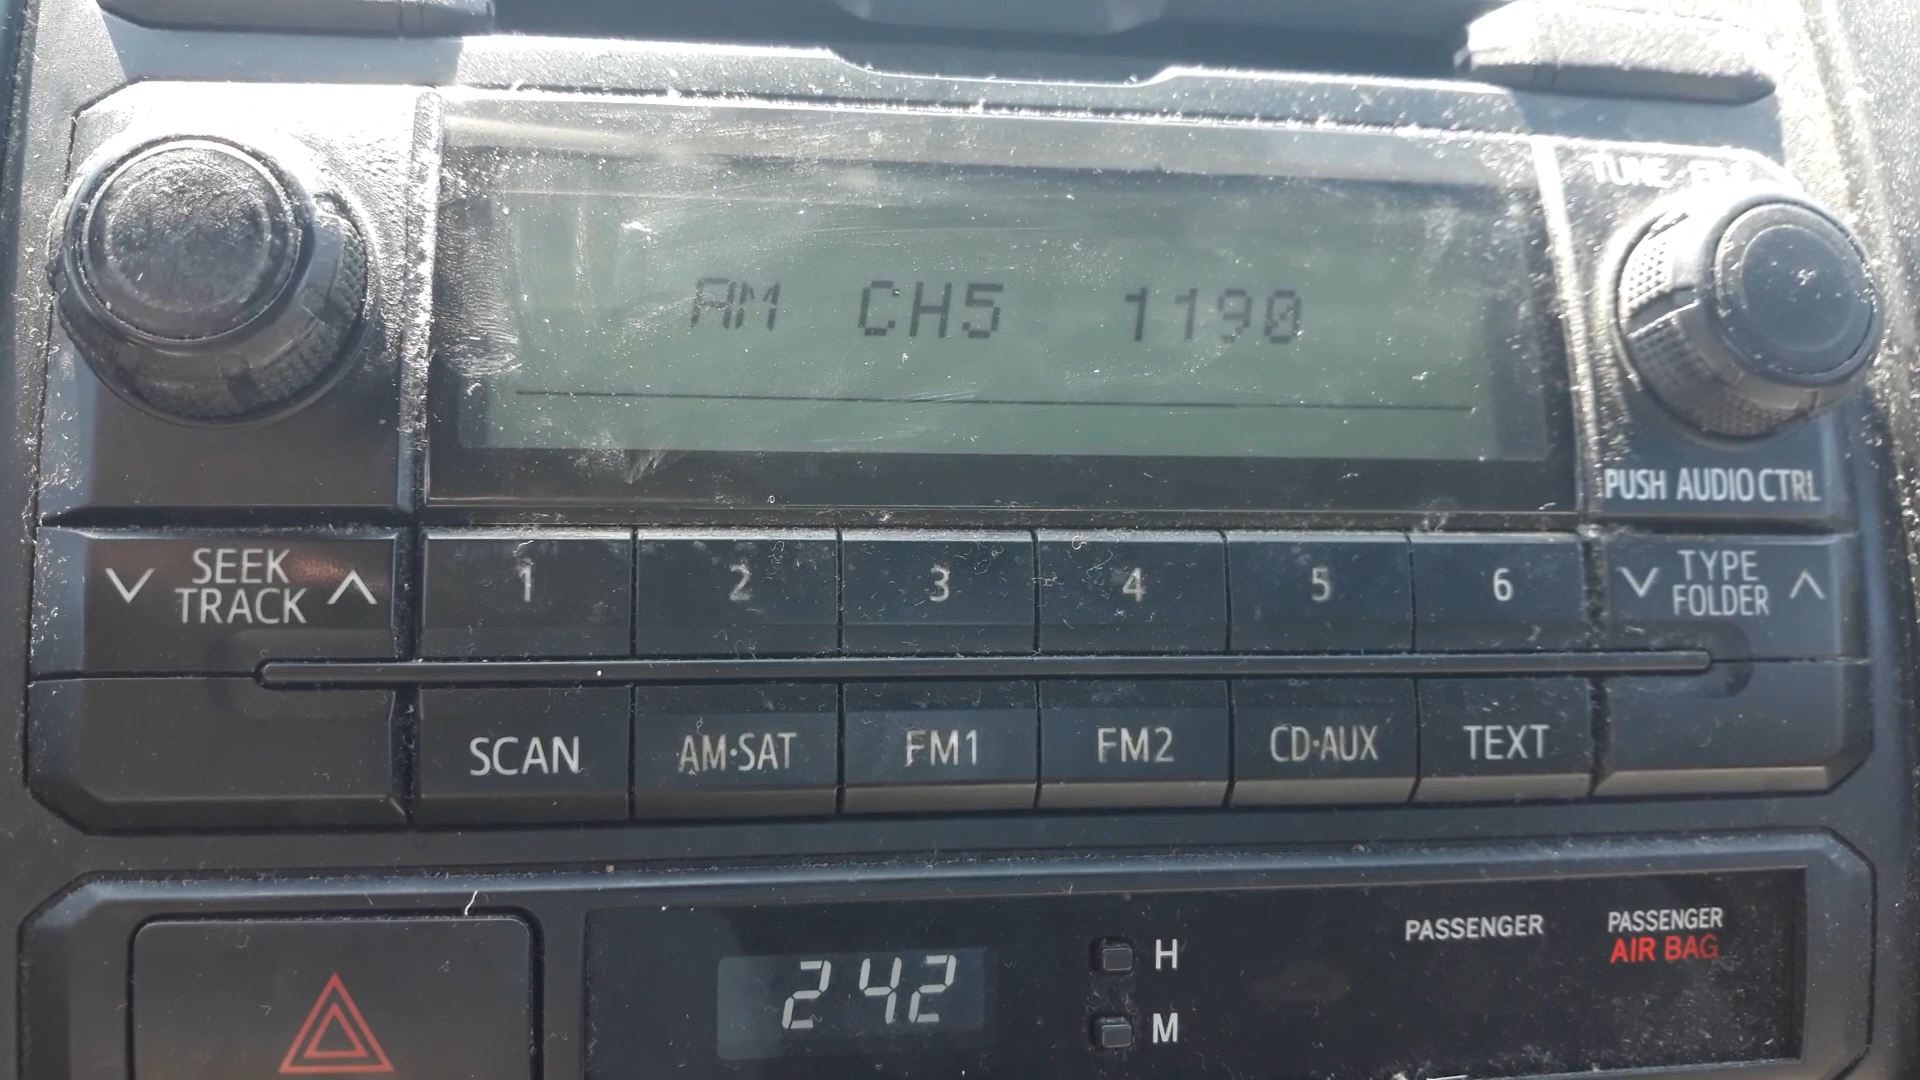 TUNE
AM CH5 1190
PUSH AUDIO CTRL
SEEK
TRACK
1 2 3 4 5 6
TYPE
FOLDER
SCAN AM·SAT FM1 FM2 CD·AUX TEXT
PASSENGER
PASSENGER
AIR BAG
242
H
M